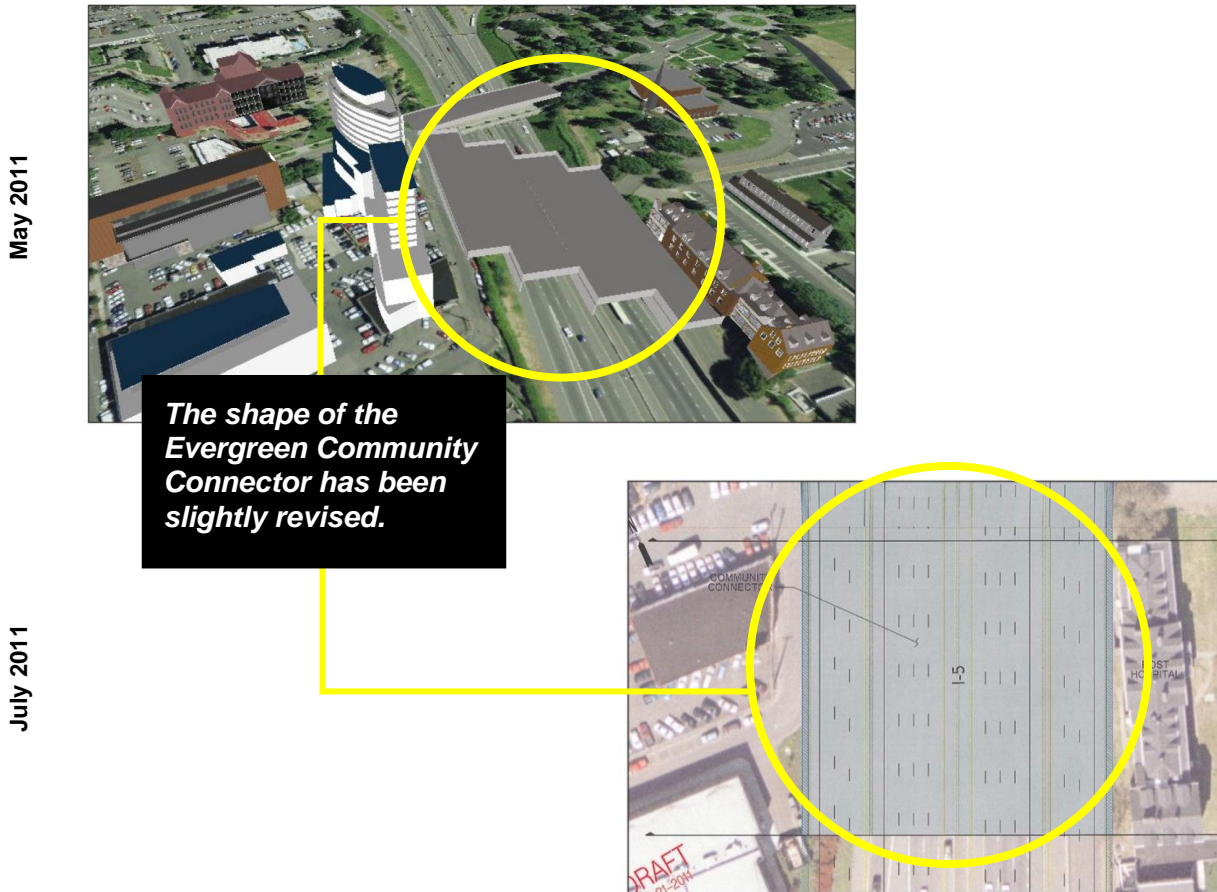 May 2011
The shape of the
Evergreen Community
Connector has been
slightly revised.
July 2011
COMMUNITY
CONNECTOR
I-5
POST
HOSPITAL
DRAFT